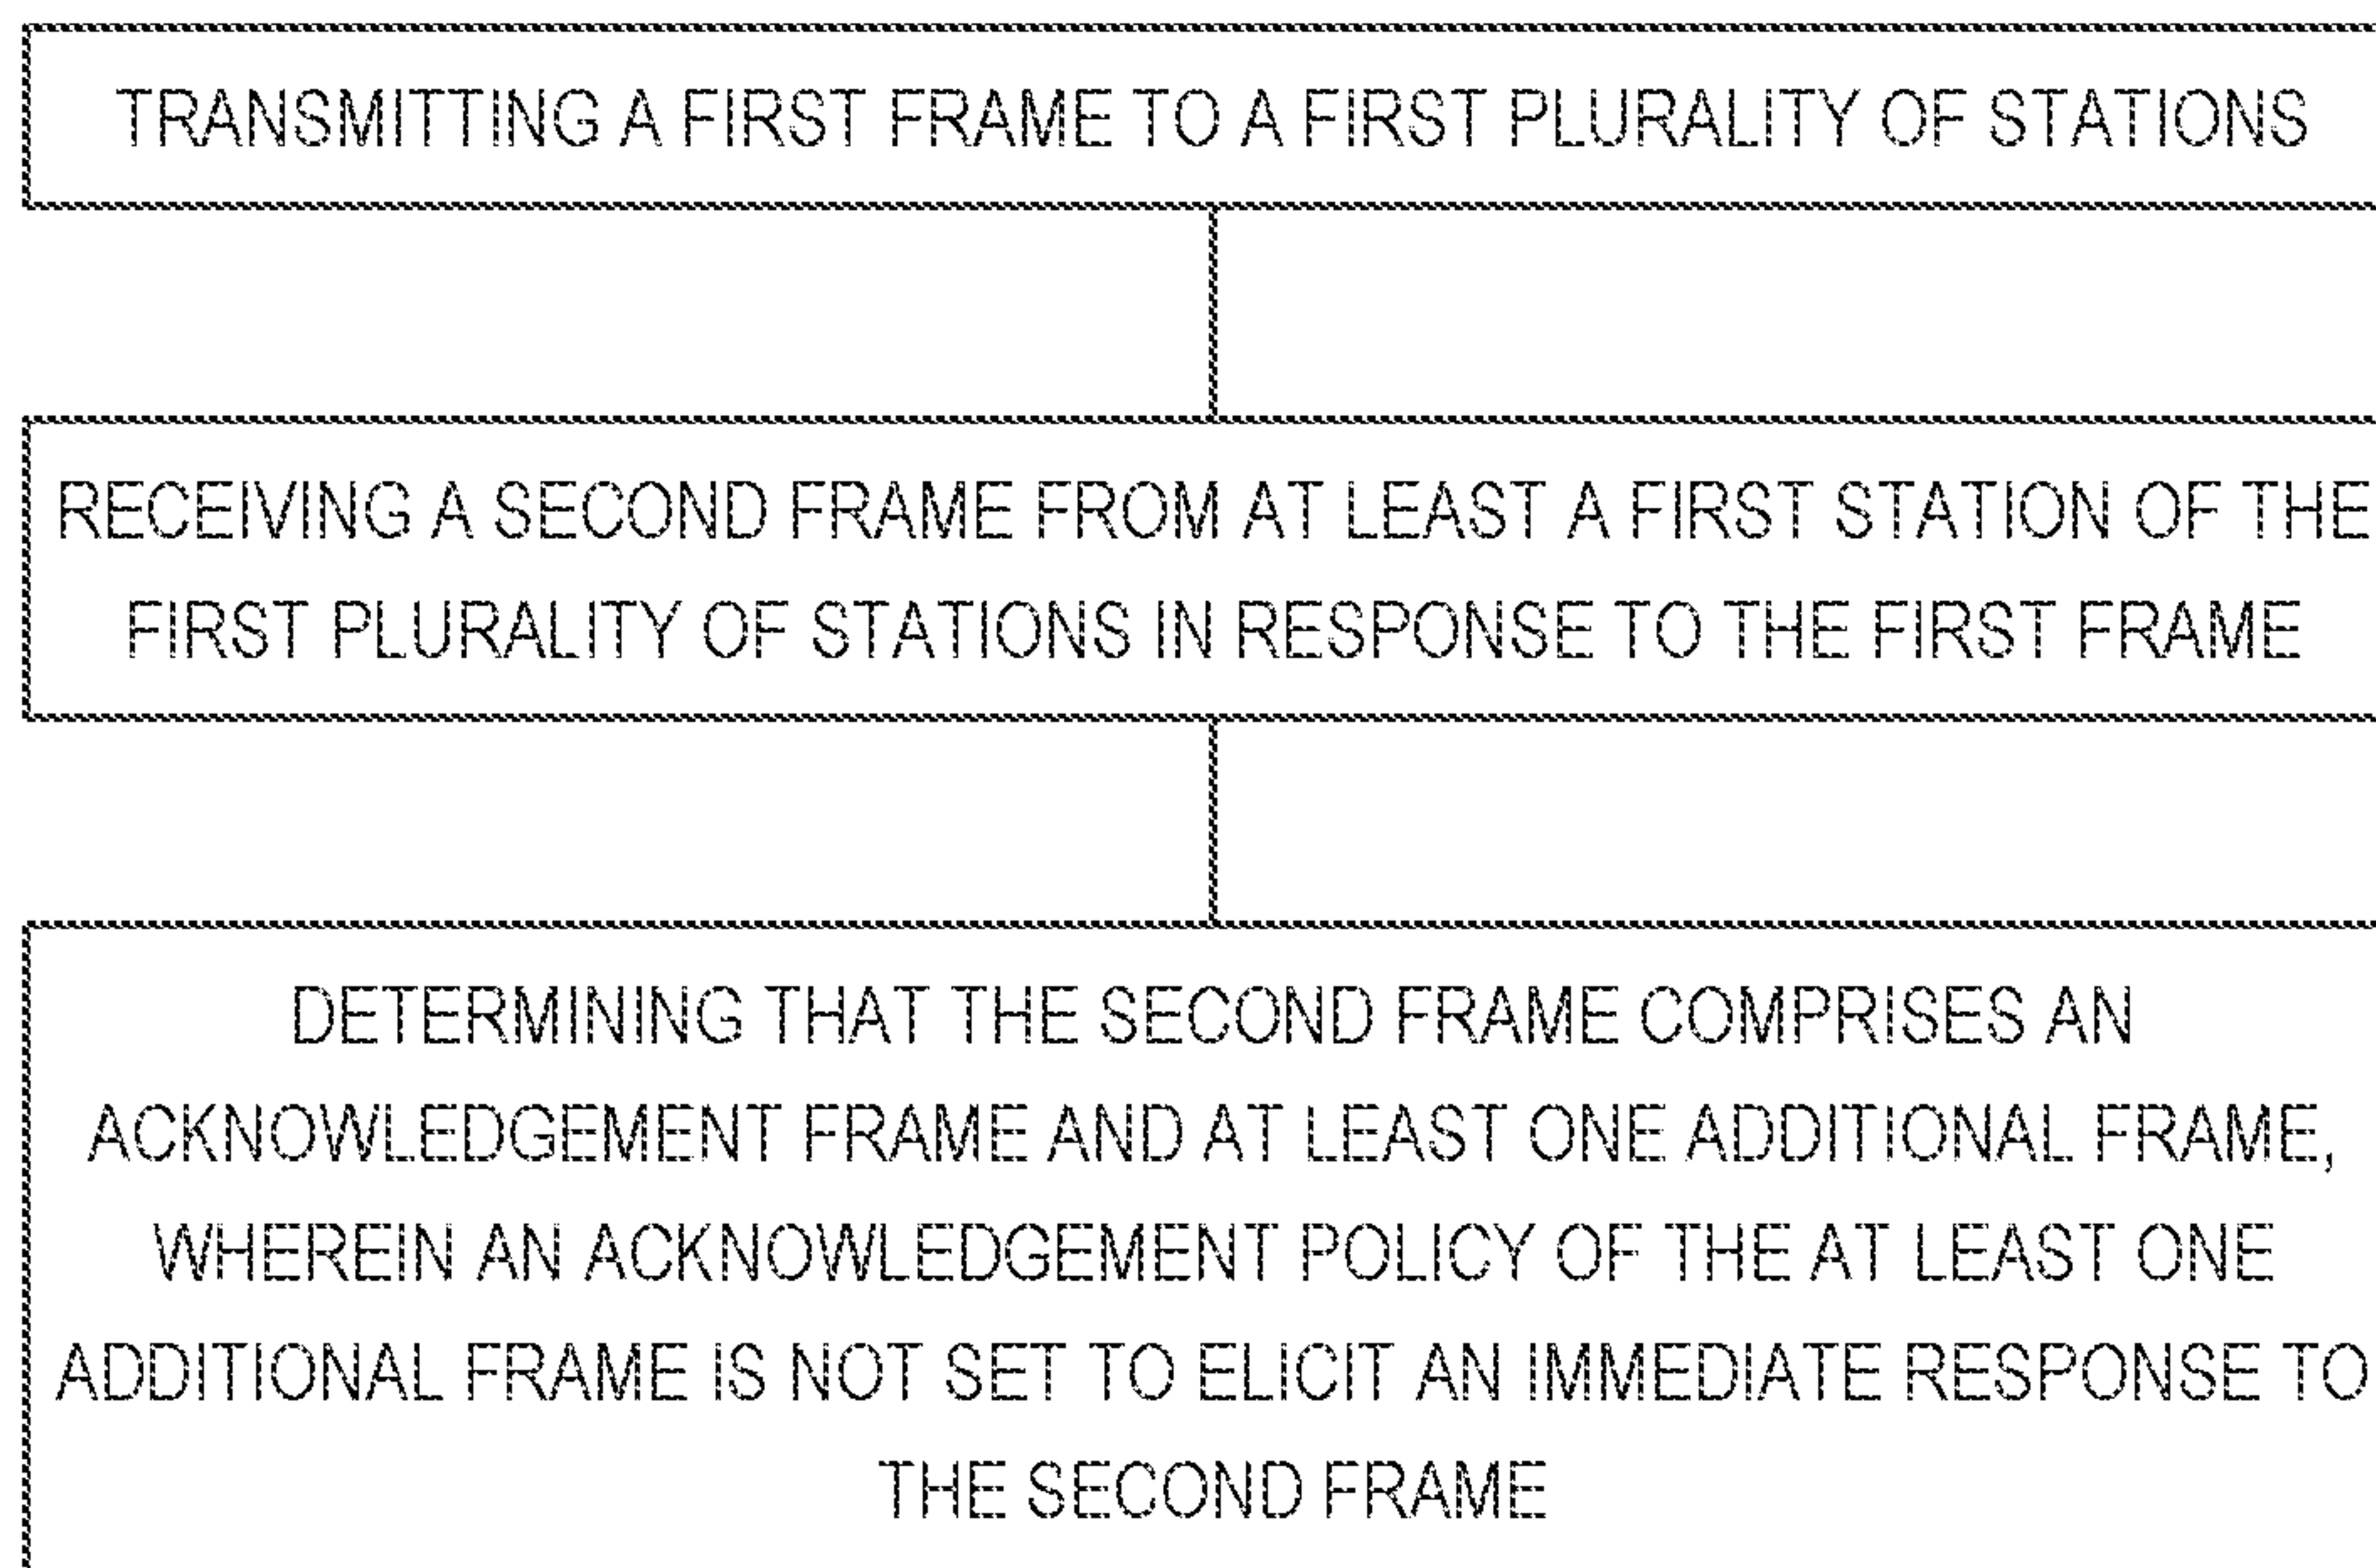 TRANSMITTING A FIRST FRAME TO A FIRST PLURALITY OF STATIONS
RECEIVING A SECOND FRAME FROM AT LEAST A FIRST STATION OF THE
FIRST PLURALITY OF STATIONS IN RESPONSE TO THE FIRST FRAME
DETERMINING THAT THE SECOND FRAME COMPRISES AN
ACKNOWLEDGEMENT FRAME AND AT LEAST ONE ADDITIONAL FRAME,
WHEREIN AN ACKNOWLEDGEMENT POLICY OF THE AT LEAST ONE
ADDITIONAL FRAME IS NOT SET TO ELICIT AN IMMEDIATE RESPONSE TO
THE SECOND FRAME